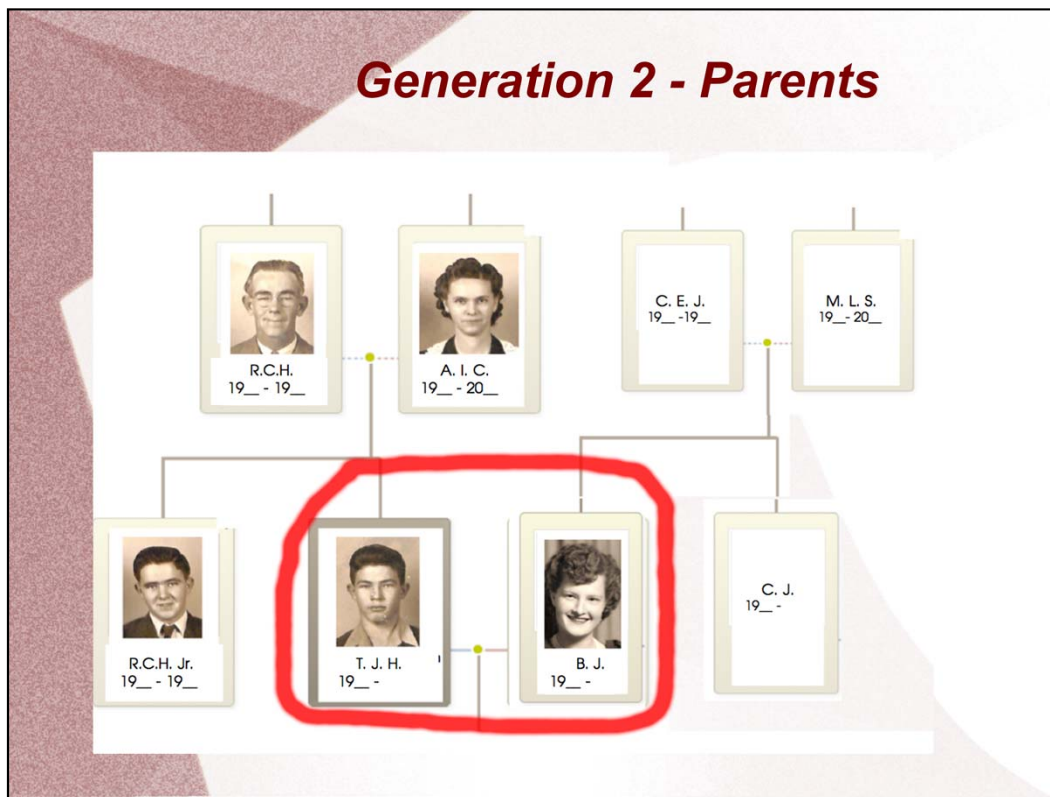 Generation 2 - Parents
R.C.H.
19__ - 19__
A. I. C.
19__ - 20__
C. E. J.
19__ -19__
M. L. S.
19__- 20__
R.C.H. Jr.
19__ - 19__
T. J. H.
19__ -
B. J.
19__ -
C. J.
19__ -